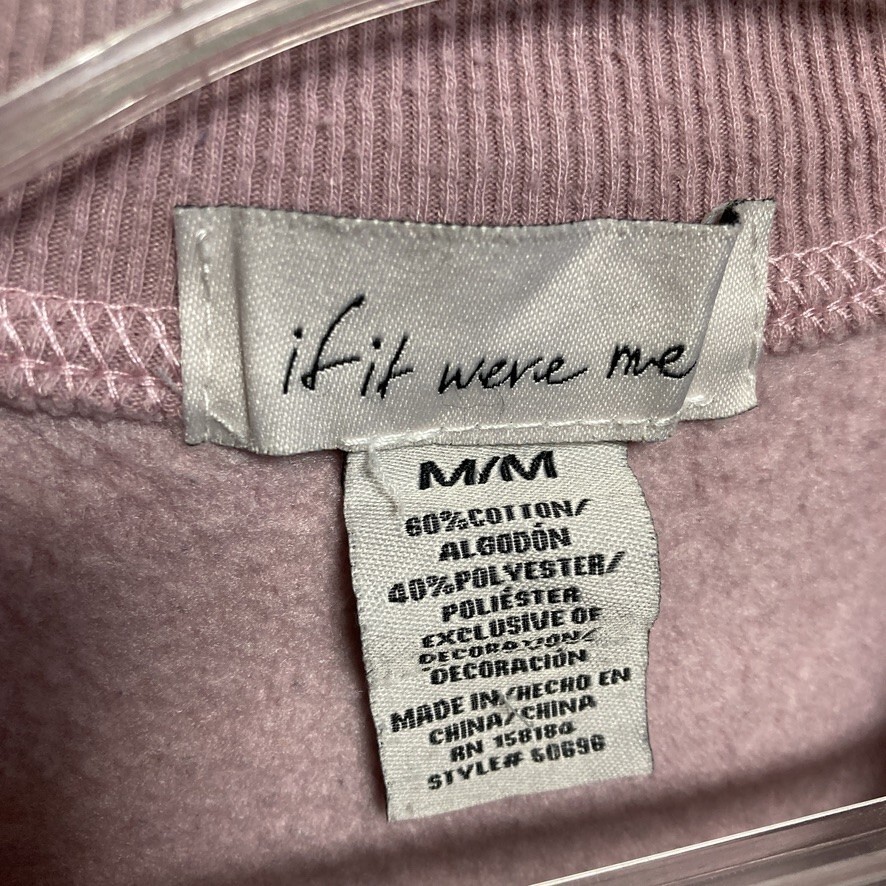 if it were me
M/M
60%COTTON/
ALGODÓN
40%POLYESTER/
POLIÉSTER
EXCLUSIVE OF
DECORATION/
DECORACIÓN
MADE IN/HECHO EN
CHINA/CHINA
RN 158184
STYLE# 60696